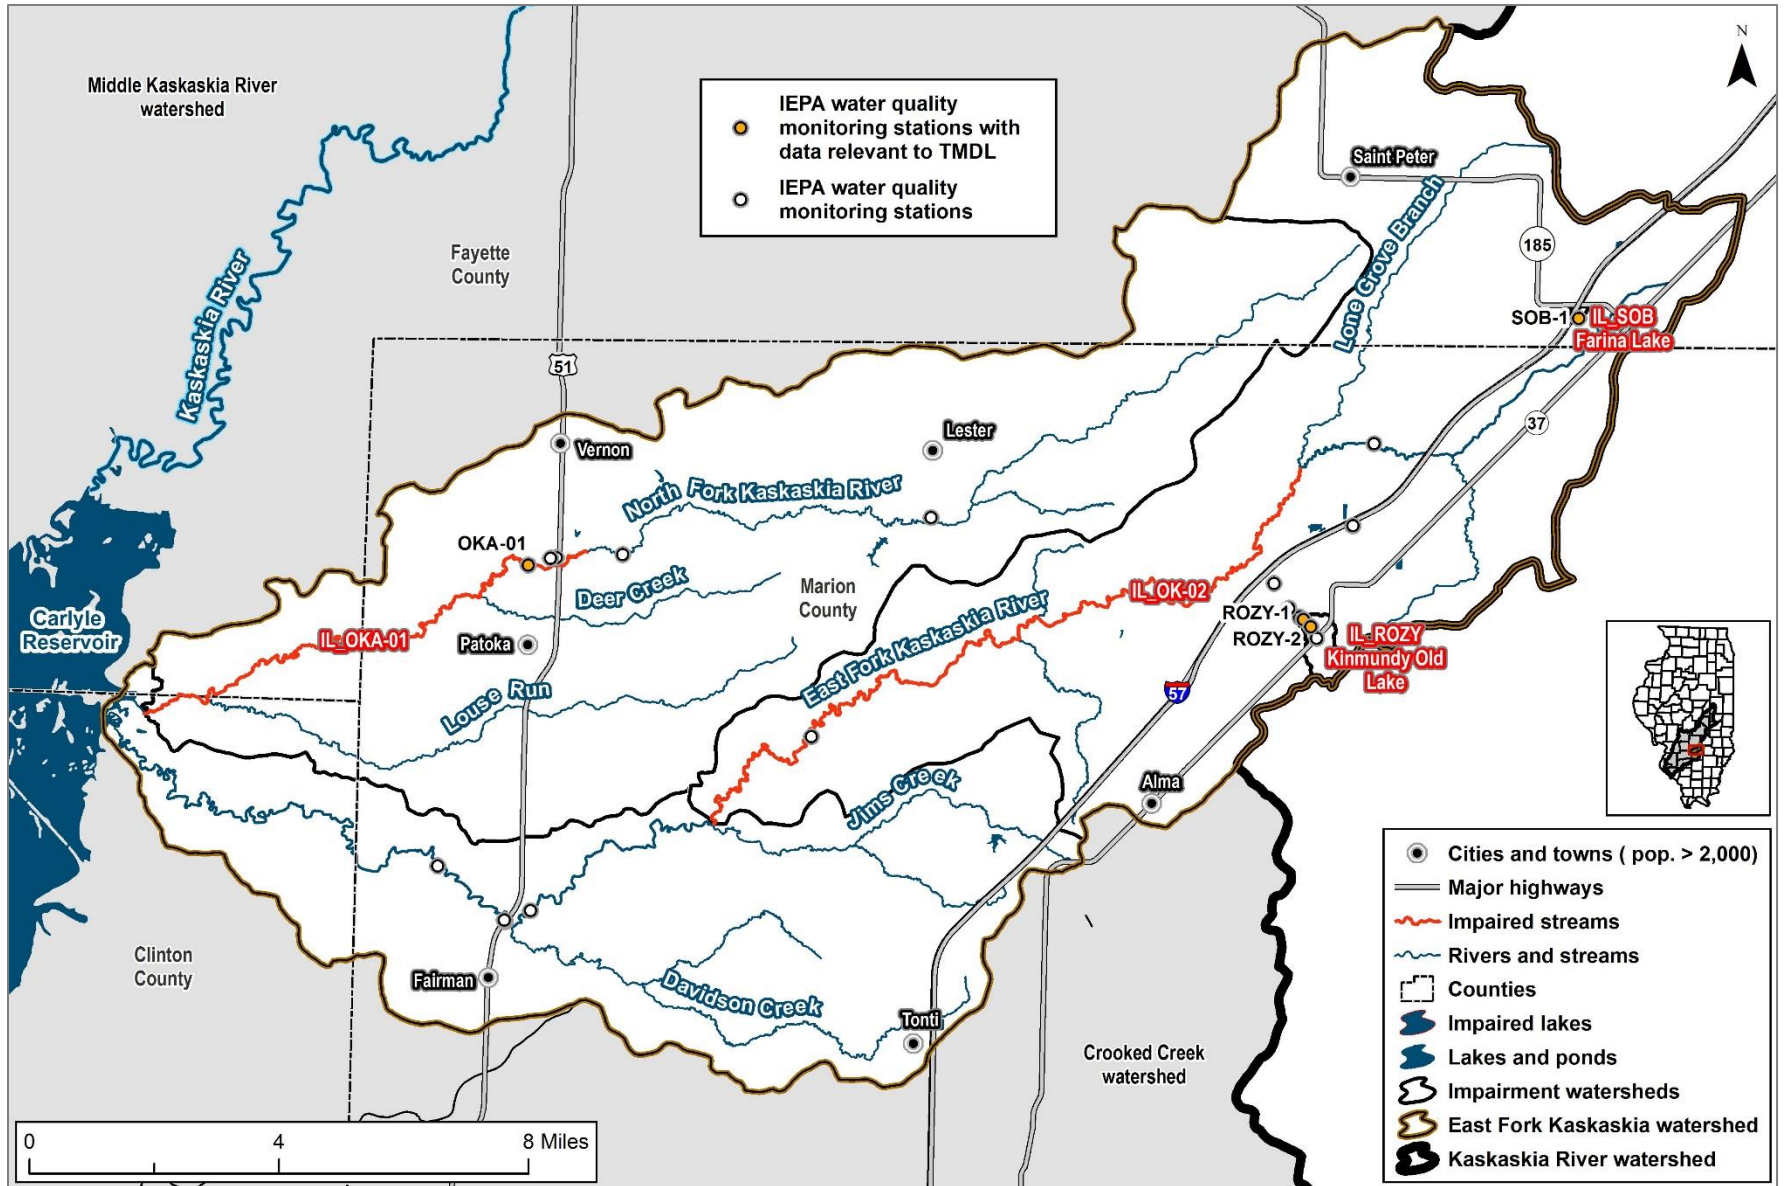 N
Middle Kaskaskia River
watershed
IEPA water quality
monitoring stations with
data relevant to TMDL
IEPA water quality
monitoring stations
Saint Peter
Lone Grove Branch
Fayette
County
185
Kaskaskia River
SOB-1
IL_SOB
Farina Lake
51
37
Vernon
Lester
North Fork Kaskaskia River
OKA-01
Deer Creek
Marion
County
IL_OK-02
East Fork Kaskaskia River
ROZY-1
ROZY-2
IL_ROZY
Kinmundy Old
Lake
Carlyle
Reservoir
IL_OKA-01
Patoka
Louse Run
57
Jims Creek
Alma
Clinton
County
Fairman
Davidson Creek
Tonti
Crooked Creek
watershed
Cities and towns ( pop. > 2,000)
Major highways
Impaired streams
Rivers and streams
Counties
Impaired lakes
Lakes and ponds
Impairment watersheds
East Fork Kaskaskia watershed
Kaskaskia River watershed
0 4 8 Miles